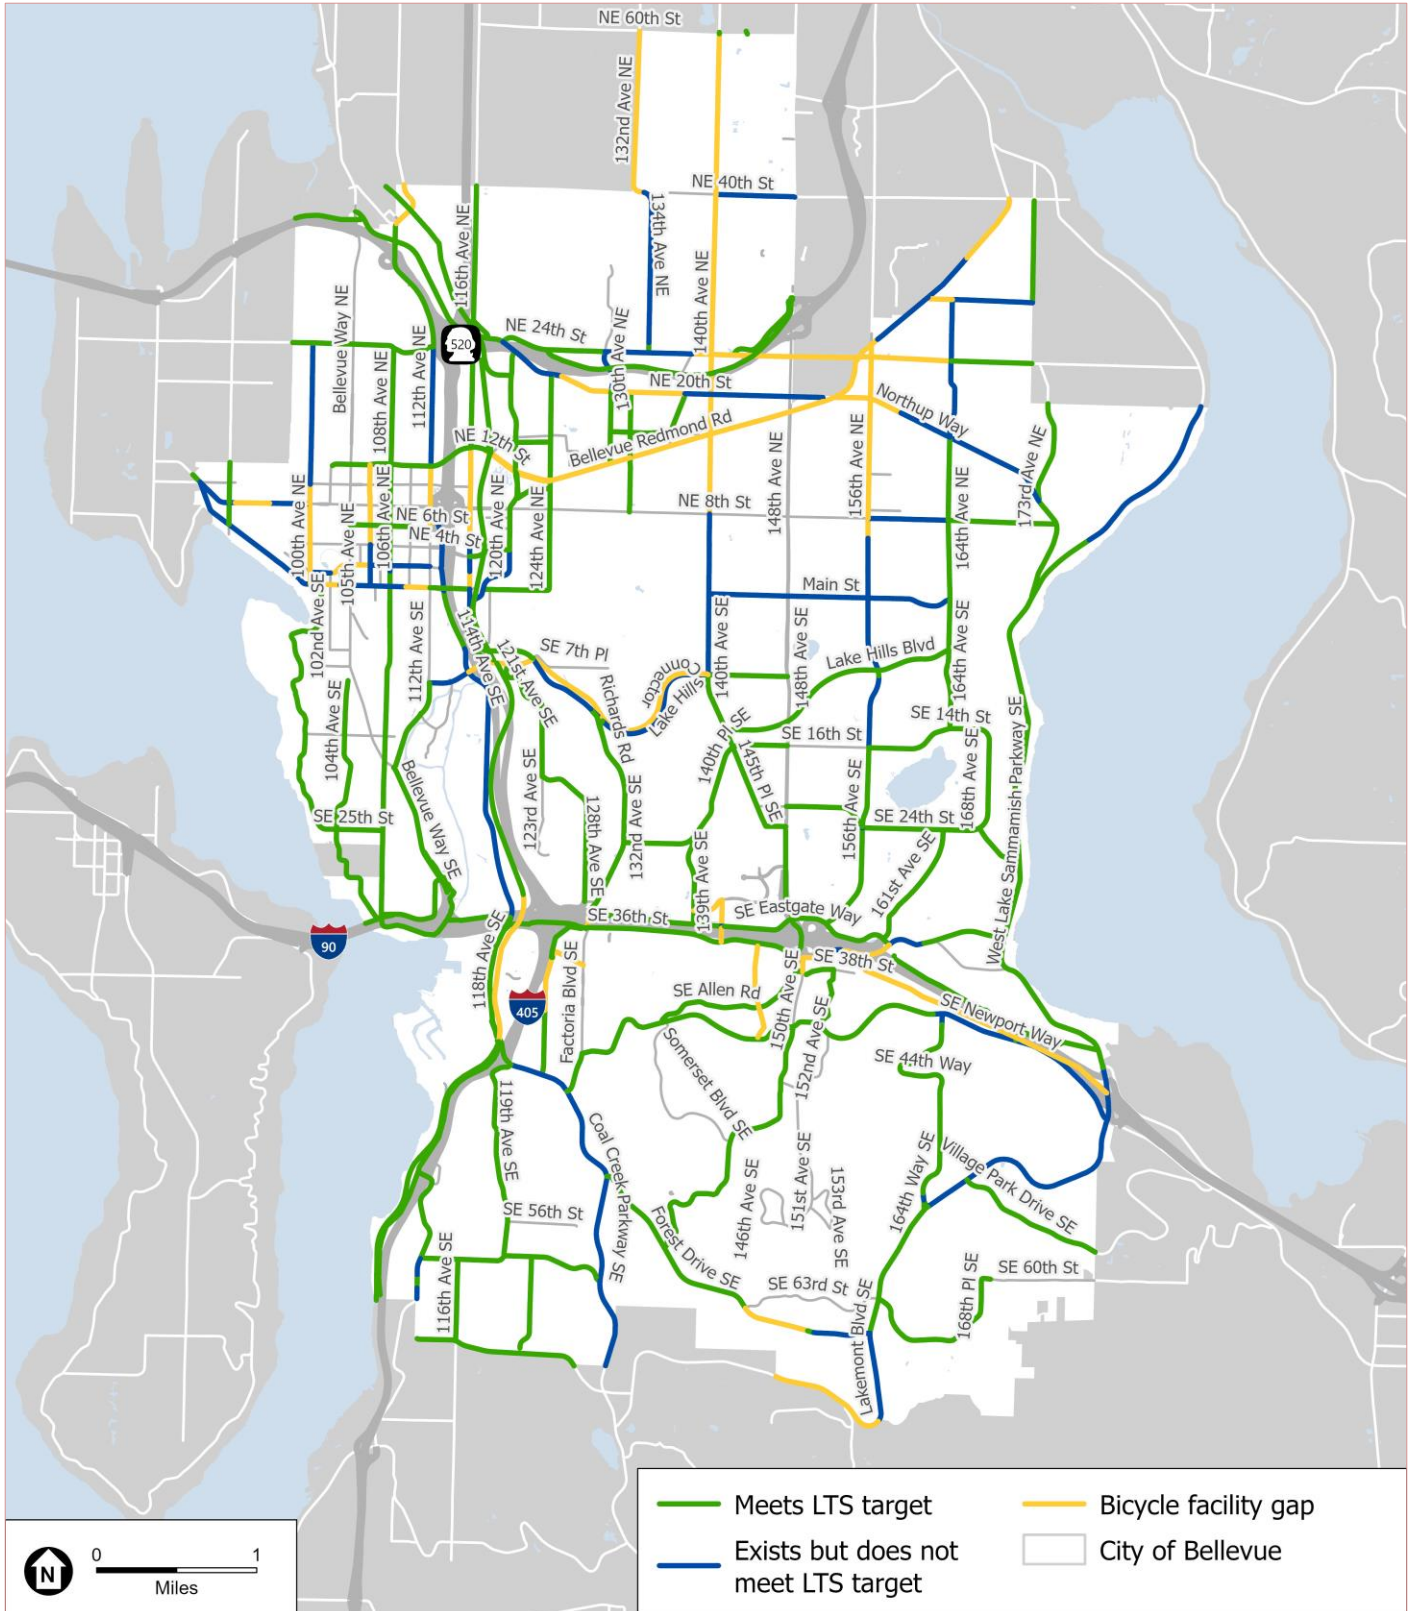 NE 60th St
132nd Ave NE
NE 40th St
134th Ave NE
116th Ave NE
140th Ave NE
Bellevue Way NE
NE 24th St
520
112th Ave NE
130th Ave NE
108th Ave NE
NE 20th St
Northup Way
Bellevue Redmond Rd
NE 12th St
148th Ave NE
156th Ave NE
173rd Ave NE
164th Ave NE
106th Ave NE
100th Ave NE
105th Ave NE
NE 8th St
NE 6th St
NE 4th St
120th Ave NE
124th Ave NE
Main St
102nd Ave SE
112th Ave SE
114th Ave SE
121st Ave SE
SE 7th Pl
Richards Rd
Lake Hills
Connector
140th Ave SE
148th Ave SE
Lake Hills Blvd
164th Ave SE
SE 14th St
SE 16th St
104th Ave SE
140th Pl SE
145th Pl SE
West Lake Sammamish Parkway SE
Bellevue Way SE
123rd Ave SE
128th Ave SE
132nd Ave SE
156th Ave SE
168th Ave SE
SE 25th St
SE 24th St
139th Ave SE
161st Ave SE
SE 36th St
SE Eastgate Way
90
118th Ave SE
SE 38th St
Factoria Blvd SE
405
SE Allen Rd
150th Ave SE
152nd Ave SE
SE Newport Way
Somerset Blvd SE
SE 44th Way
119th Ave SE
Coal Creek Parkway SE
146th Ave SE
151st Ave SE
153rd Ave SE
164th Way SE
Village Park Drive SE
SE 56th St
Forest Drive SE
116th Ave SE
SE 63rd St
SE 60th St
168th Pl SE
Lakemont Blvd SE
Meets LTS target
Bicycle facility gap
Exists but does not
meet LTS target
City of Bellevue
N
0 1
Miles